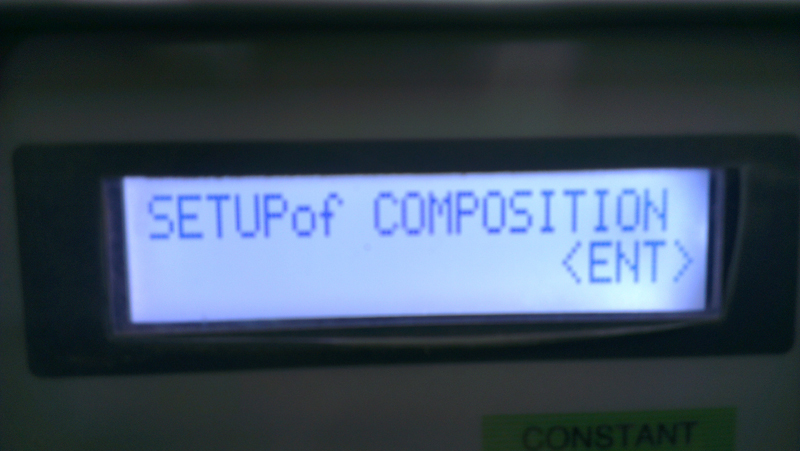 SETUPof COMPOSITION
<ENT>
CONSTANT